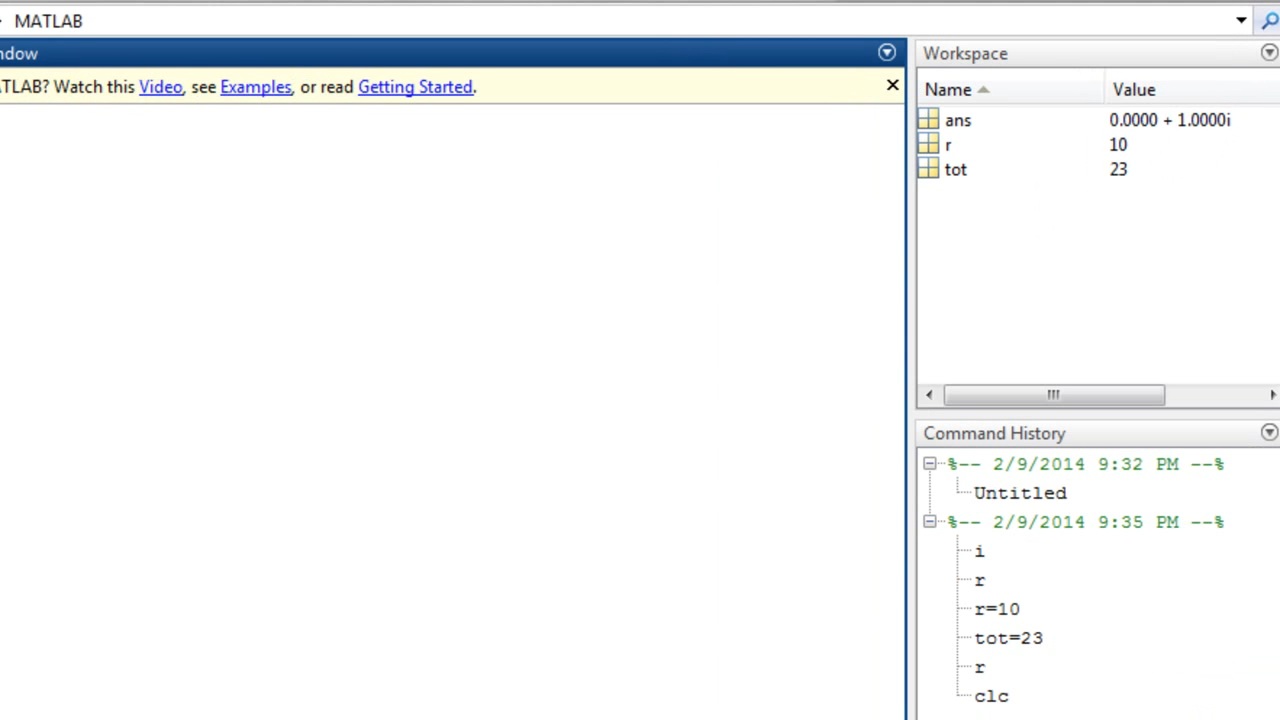 MATLAB
ndow
TLAB? Watch this Video, see Examples, or read Getting Started.
Workspace
Name Value
ans 0.0000 + 1.0000i
r 10
tot 23
Command History
%-- 2/9/2014 9:32 PM --%
Untitled
%-- 2/9/2014 9:35 PM --%
i
r
r=10
tot=23
r
clc